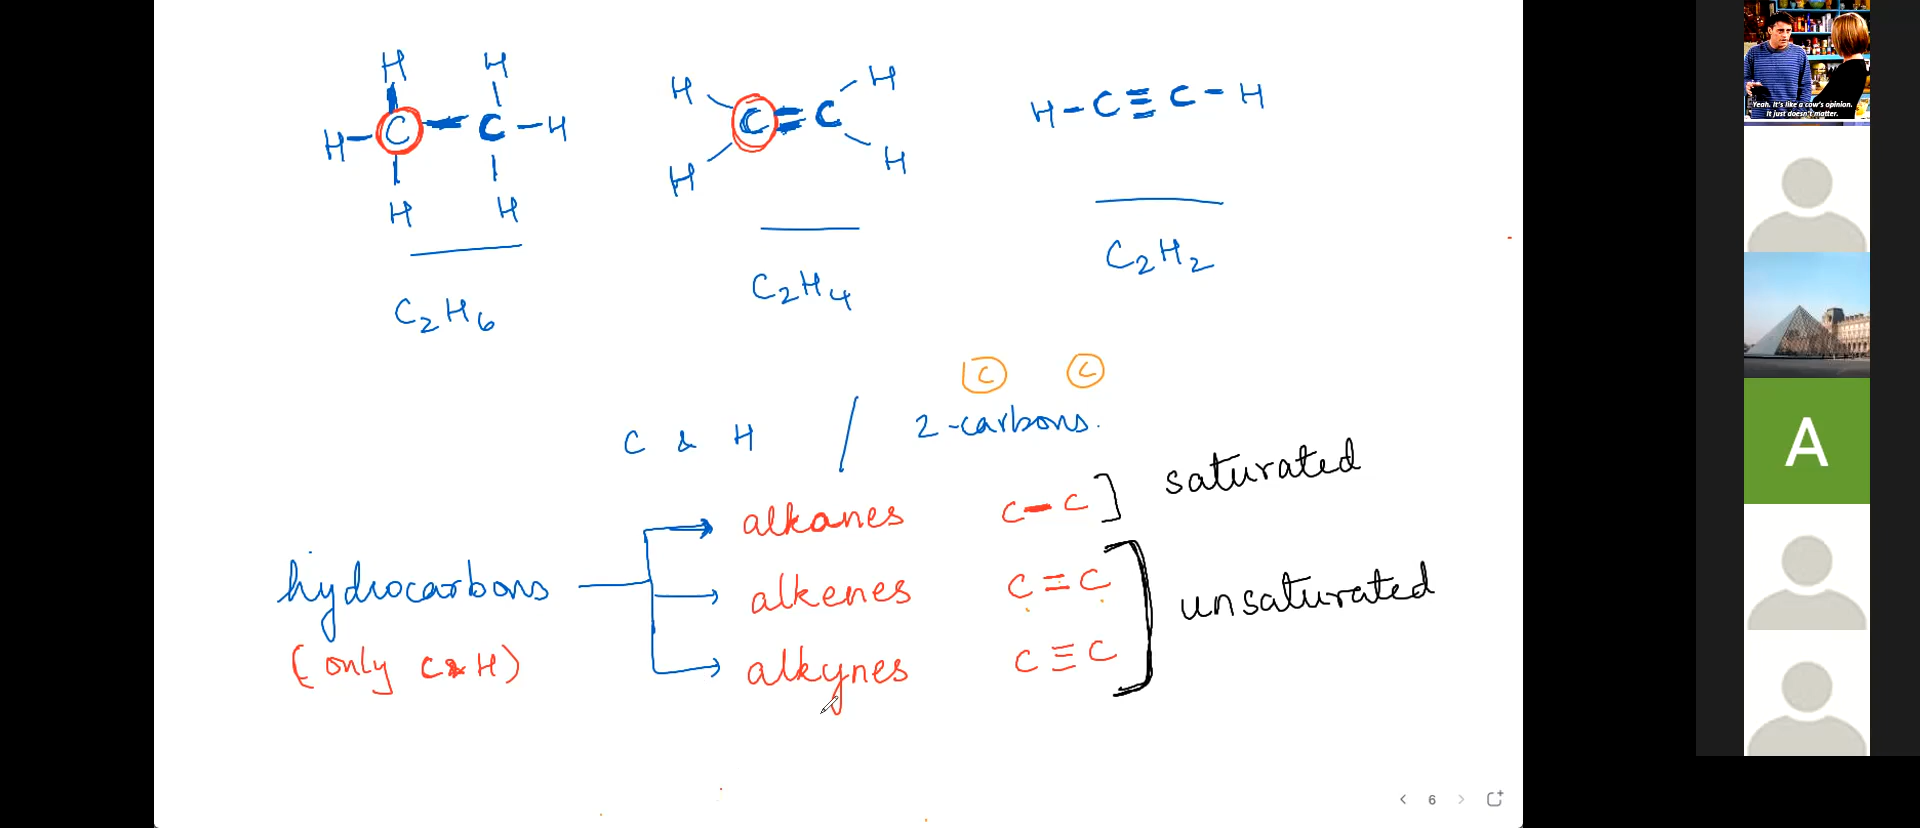 H H
H-C-C-H
H H
C₂H₆
H H
C=C
H H
C₂H₄
H-C≡C-H
C₂H₂
C C
C & H / 2-carbons.
hydrocarbons
(only C & H)
alkanes C-C ] saturated
alkenes C=C
alkynes C≡C
] unsaturated
Yeah. It's like a cow's opinion.
It just doesn't matter.
A
< 6 >